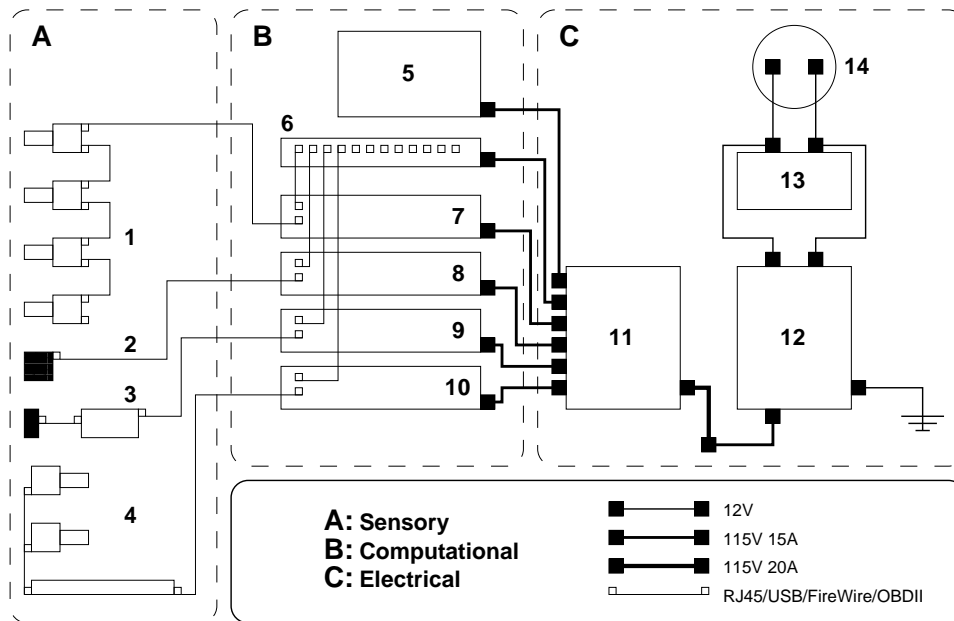 A
B
C
5
14
6
13
7
1
8
2
9
11
12
3
10
4
A: Sensory
B: Computational
C: Electrical
12V
115V 15A
115V 20A
RJ45/USB/FireWire/OBDII